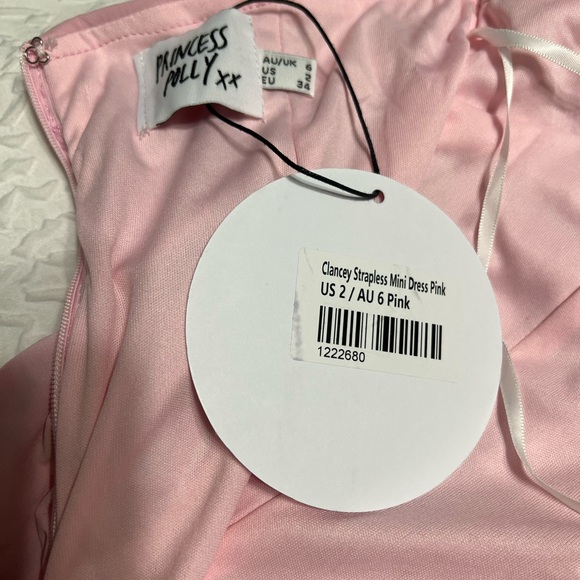 PRINCESS
POLLY xx
AU/UK 6
US 2
EU 34
Clancey Strapless Mini Dress Pink
US 2 / AU 6 Pink
1222680